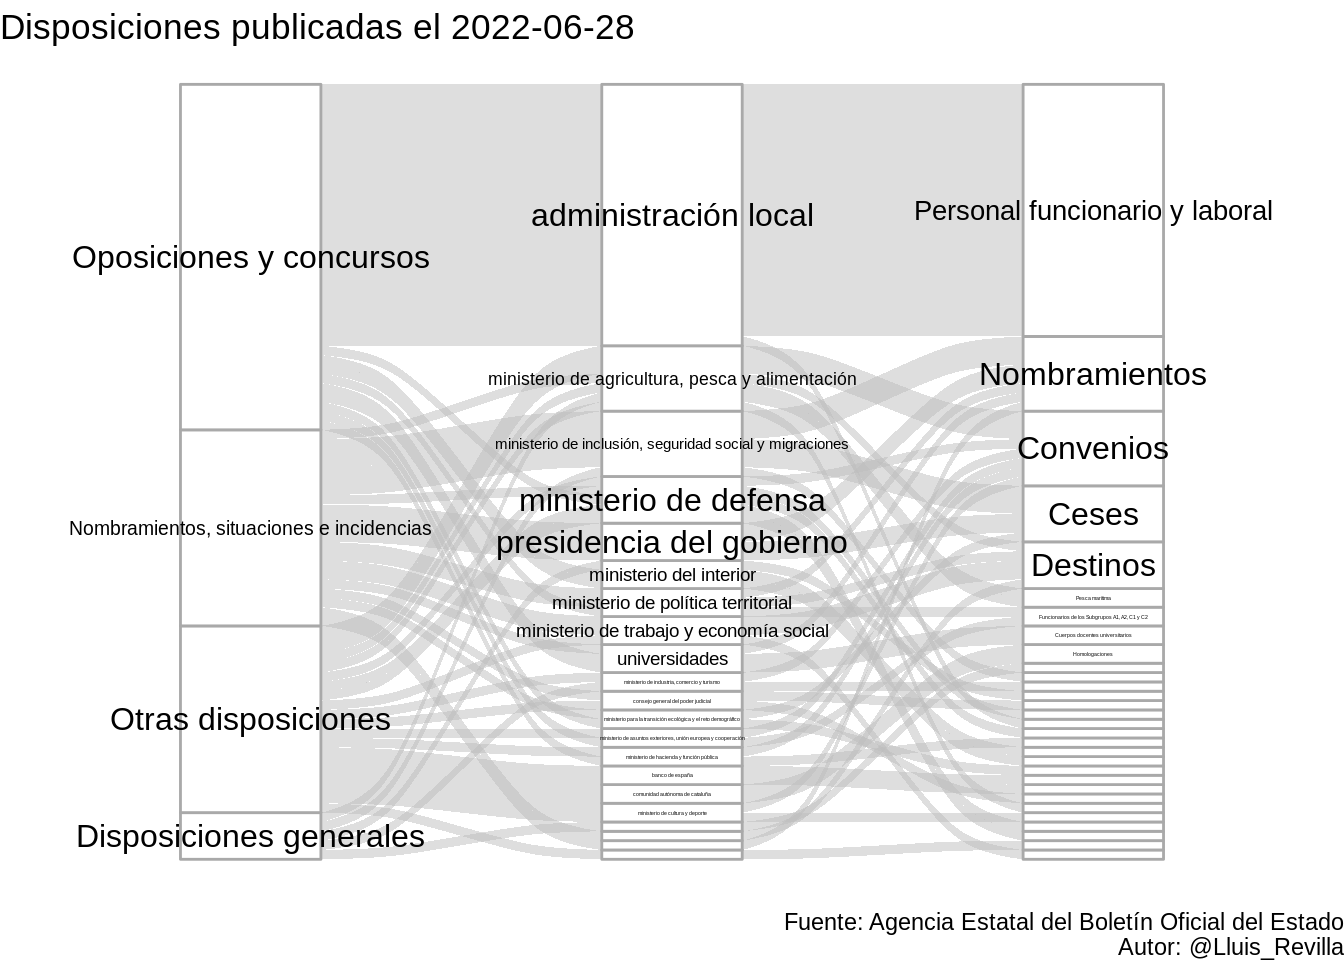 Disposiciones publicadas el 2022-06-28
Oposiciones y concursos
Nombramientos, situaciones e incidencias
Otras disposiciones
Disposiciones generales
administración local
ministerio de agricultura, pesca y alimentación
ministerio de inclusión, seguridad social y migraciones
ministerio de defensa
presidencia del gobierno
ministerio del interior
ministerio de política territorial
ministerio de trabajo y economía social
universidades
ministerio de industria, comercio y turismo
consejo general del poder judicial
ministerio para la transición ecológica y el reto demográfico
ministerio de asuntos exteriores, unión europea y cooperación
ministerio de hacienda y función pública
banco de españa
comunidad autónoma de cataluña
ministerio de cultura y deporte
Personal funcionario y laboral
Nombramientos
Convenios
Ceses
Destinos
Pesca marítima
Funcionarios de los Subgrupos A1, A2, C1 y C2
Cuerpos docentes universitarios
Homologaciones
Fuente: Agencia Estatal del Boletín Oficial del Estado
Autor: @Lluis_Revilla